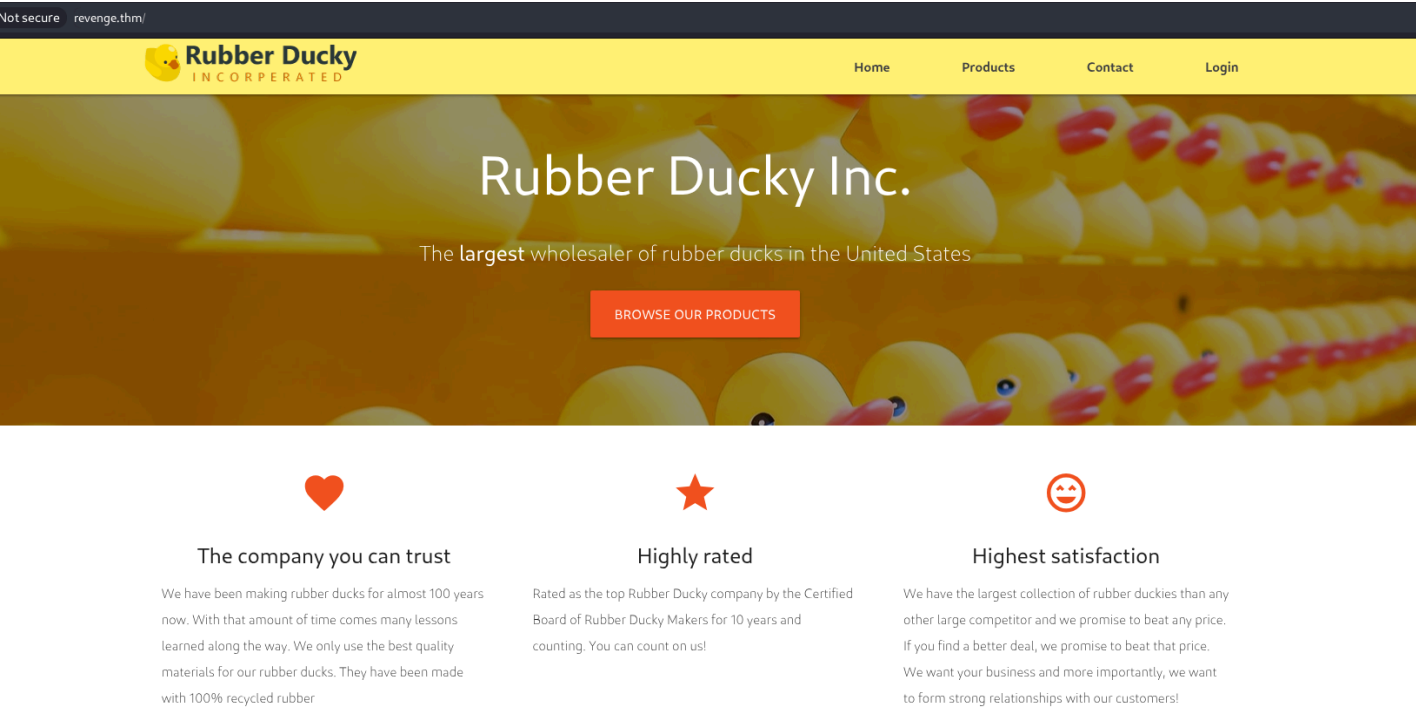 Not secure revenge.thm/
Rubber Ducky
INCORPERATED
Home Products Contact Login
Rubber Ducky Inc.
The largest wholesaler of rubber ducks in the United States
BROWSE OUR PRODUCTS
The company you can trust
We have been making rubber ducks for almost 100 years
now. With that amount of time comes many lessons
learned along the way. We only use the best quality
materials for our rubber ducks. They have been made
with 100% recycled rubber
Highly rated
Rated as the top Rubber Ducky company by the Certified
Board of Rubber Ducky Makers for 10 years and
counting. You can count on us!
Highest satisfaction
We have the largest collection of rubber duckies than any
other large competitor and we promise to beat any price.
If you find a better deal, we promise to beat that price.
We want your business and more importantly, we want
to form strong relationships with our customers!